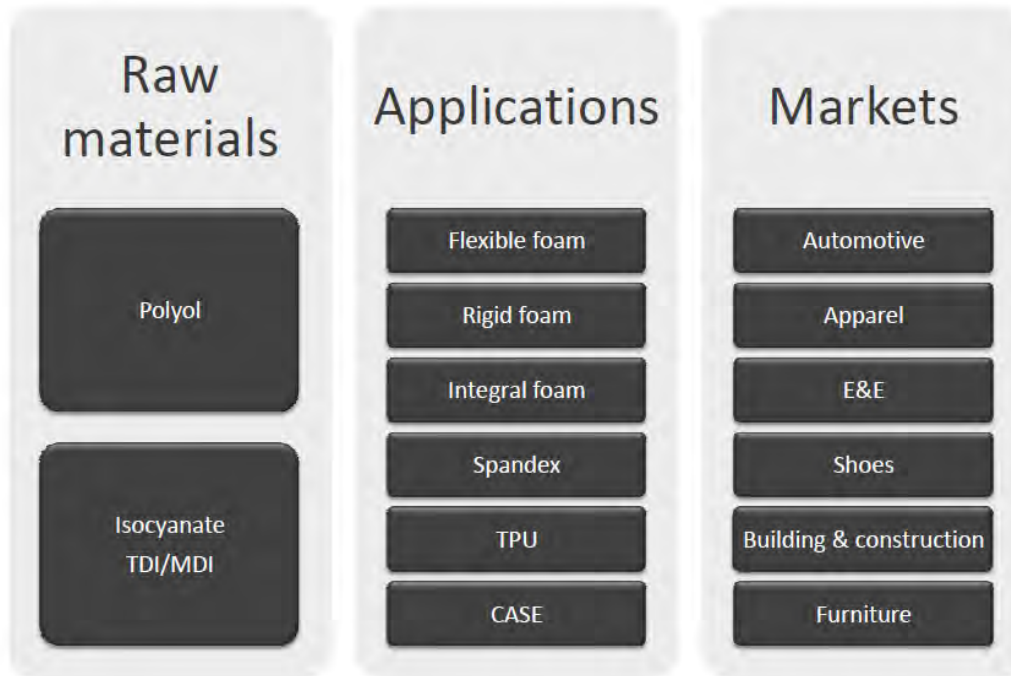 Raw
materials
Polyol
Isocyanate
TDI/MDI
Applications
Flexible foam
Rigid foam
Integral foam
Spandex
TPU
CASE
Markets
Automotive
Apparel
E&E
Shoes
Building & construction
Furniture